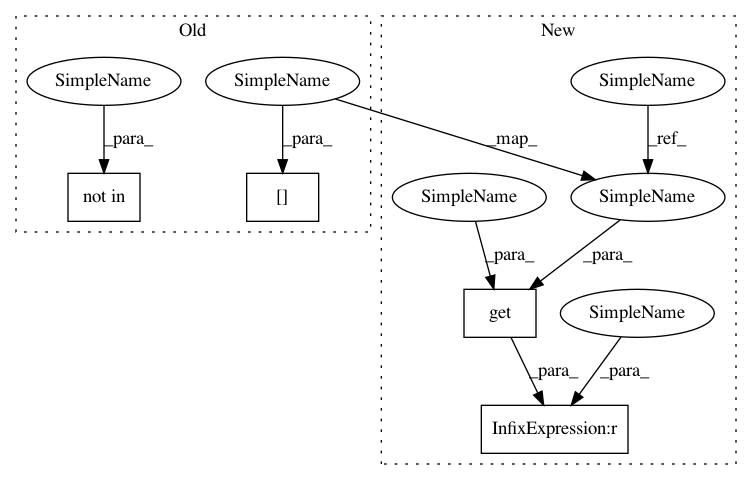 Old
New
SimpleName
SimpleName
SimpleName
_para_
_para_
_map_
_ref_
not in
[]
SimpleName
SimpleName
_para_
_para_
get
SimpleName
_para_
_para_
InfixExpression:r